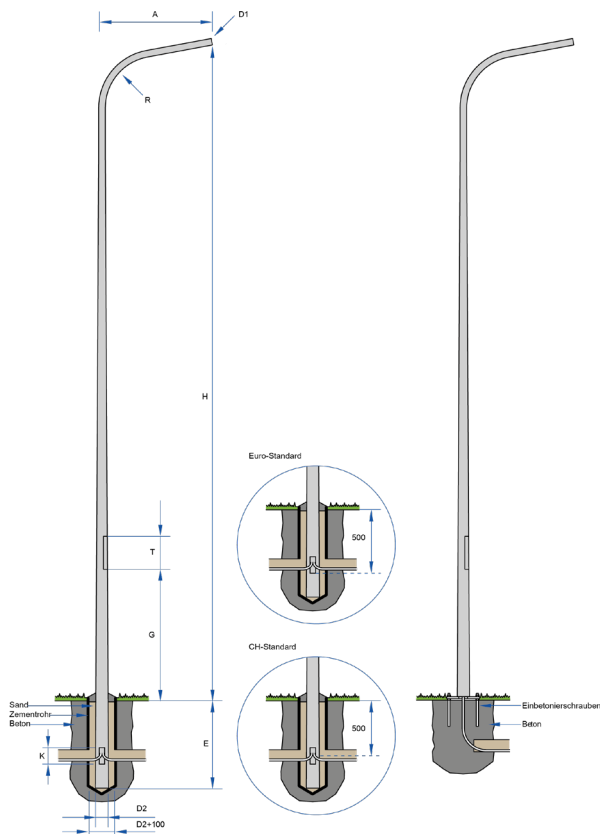 A
D1
R
H
Euro-Standard
500
T
G
CH-Standard
Sand
Zementrohr
Beton
500
E
K
D2
D2+100
Einbetonierschrauben
Beton